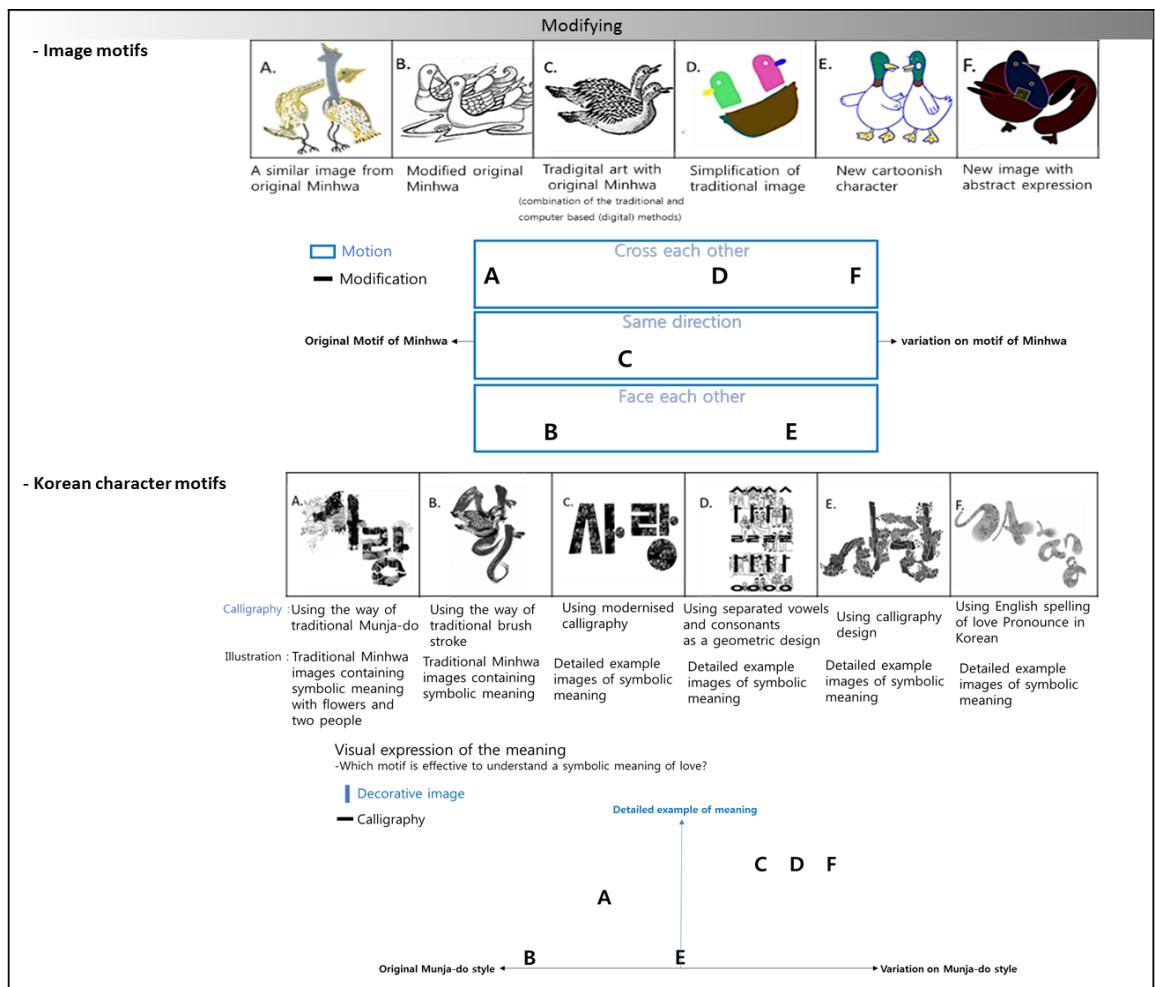 Modifying
- Image motifs
A.
B.
C.
D.
E.
F.
A similar image from
original Minhwa
Modified original
Minhwa
Tradigital art with
original Minhwa
(combination of the traditional and
computer based (digital) methods)
Simplification of
traditional image
New cartoonish
character
New image with
abstract expression
Motion
Modification
Cross each other
A D F
Same direction
Original Motif of Minhwa
variation on motif of Minhwa
C
Face each other
B E
- Korean character motifs
A.
B.
C.
D.
E.
F.
사랑
사랑
사랑
Calligraphy :
Using the way of
traditional Munja-do
Using the way of
traditional brush
stroke
Using modernised
calligraphy
Using separated vowels
and consonants
as a geometric design
Using calligraphy
design
Using English spelling
of love Pronounce in
Korean
Illustration :
Traditional Minhwa
images containing
symbolic meaning
with flowers and
two people
Traditional Minhwa
images containing
symbolic meaning
Detailed example
images of symbolic
meaning
Detailed example
images of symbolic
meaning
Detailed example
images of symbolic
meaning
Detailed example
images of symbolic
meaning
Visual expression of the meaning
-Which motif is effective to understand a symbolic meaning of love?
Decorative image
Calligraphy
Detailed example of meaning
C D F
A
B E
Original Munja-do style
Variation on Munja-do style